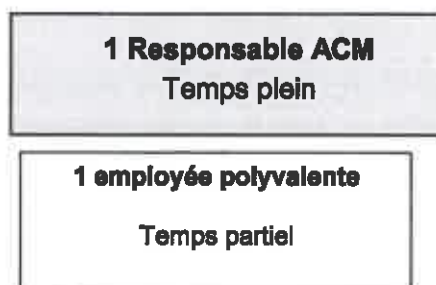 1 Responsable ACM
Temps plein
1 employée polyvalente
Temps partiel